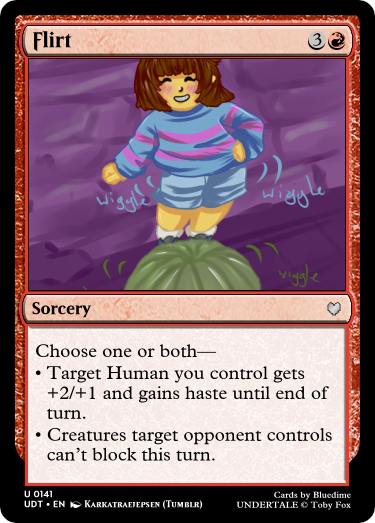 Flirt 3
wiggle wiggle
wiggle
Sorcery
Choose one or both—
• Target Human you control gets
+2/+1 and gains haste until end of
turn.
• Creatures target opponent controls
can't block this turn.
U 0141
UDT • EN KARKATRAEJEPSEN (TUMBLR)
Cards by Bluedime
UNDERTALE © Toby Fox